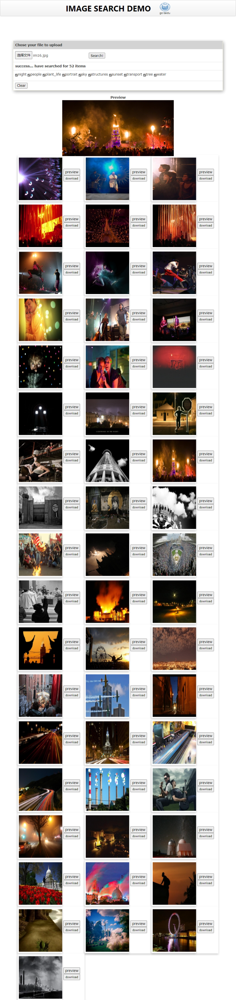 IMAGE SEARCH DEMO
go baidu
Chose your file to upload
选择文件 im16.jpg Search!
success... have searched for 52 items
night people plant_life portrait sky structures sunset transport tree water
Clear
Preview
preview preview preview
download download download
preview preview preview
download download download
preview preview preview
download download download
preview preview preview
download download download
preview preview preview
download download download
preview preview preview
download download download
preview preview preview
download download download
preview preview preview
download download download
preview preview preview
download download download
preview preview preview
download download download
preview preview preview
download download download
preview preview preview
download download download
preview preview preview
download download download
preview preview preview
download download download
preview preview preview
download download download
preview preview preview
download download download
preview preview preview
download download download
preview
download